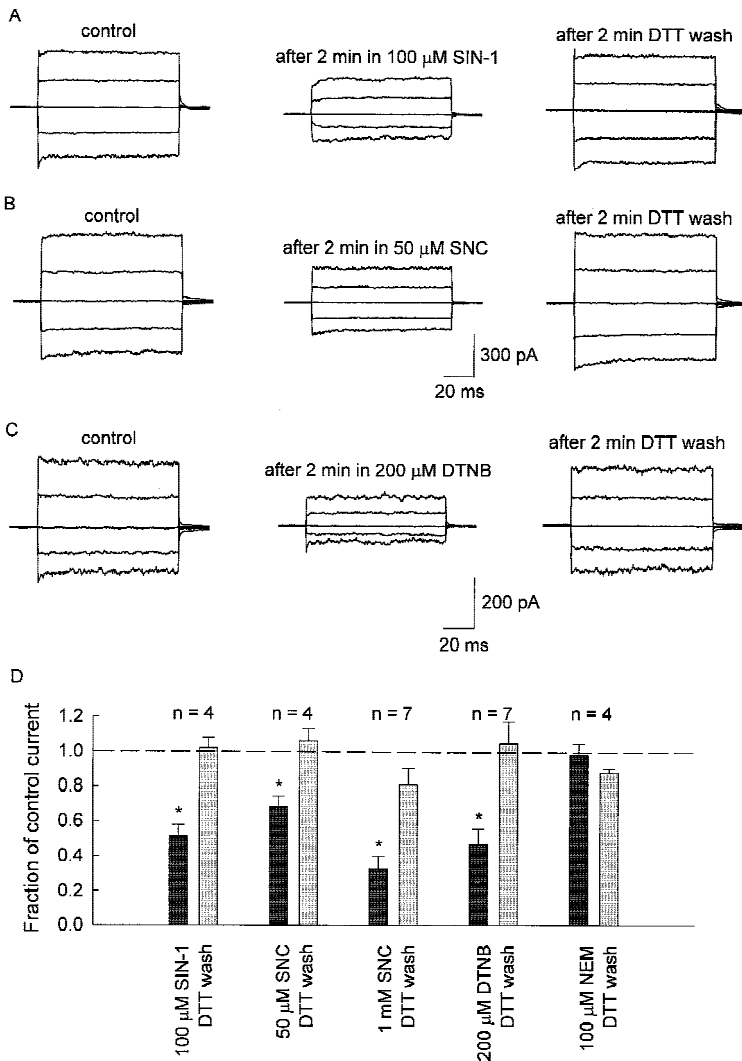 A
control
after 2 min in 100 µM SIN-1
after 2 min DTT wash
B
control
after 2 min in 50 µM SNC
after 2 min DTT wash
300 pA
20 ms
C
control
after 2 min in 200 µM DTNB
after 2 min DTT wash
200 pA
20 ms
D
Fraction of control current
1.2
1.0
0.8
0.6
0.4
0.2
0.0
n = 4
n = 4
n = 7
n = 7
n = 4
*
*
*
*
100 µM SIN-1
DTT wash
50 µM SNC
DTT wash
1 mM SNC
DTT wash
200 µM DTNB
DTT wash
100 µM NEM
DTT wash